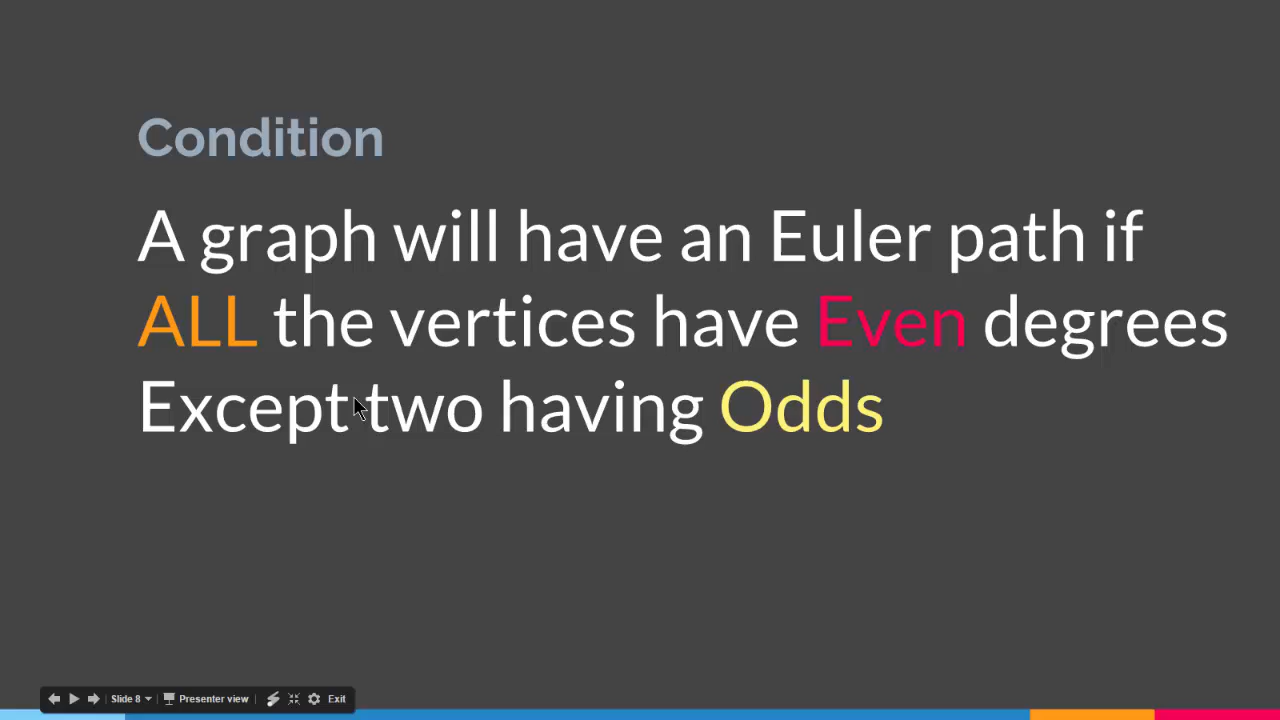 Condition
A graph will have an Euler path if
ALL the vertices have Even degrees
Except two having Odds
Slide 8 Presenter view Exit